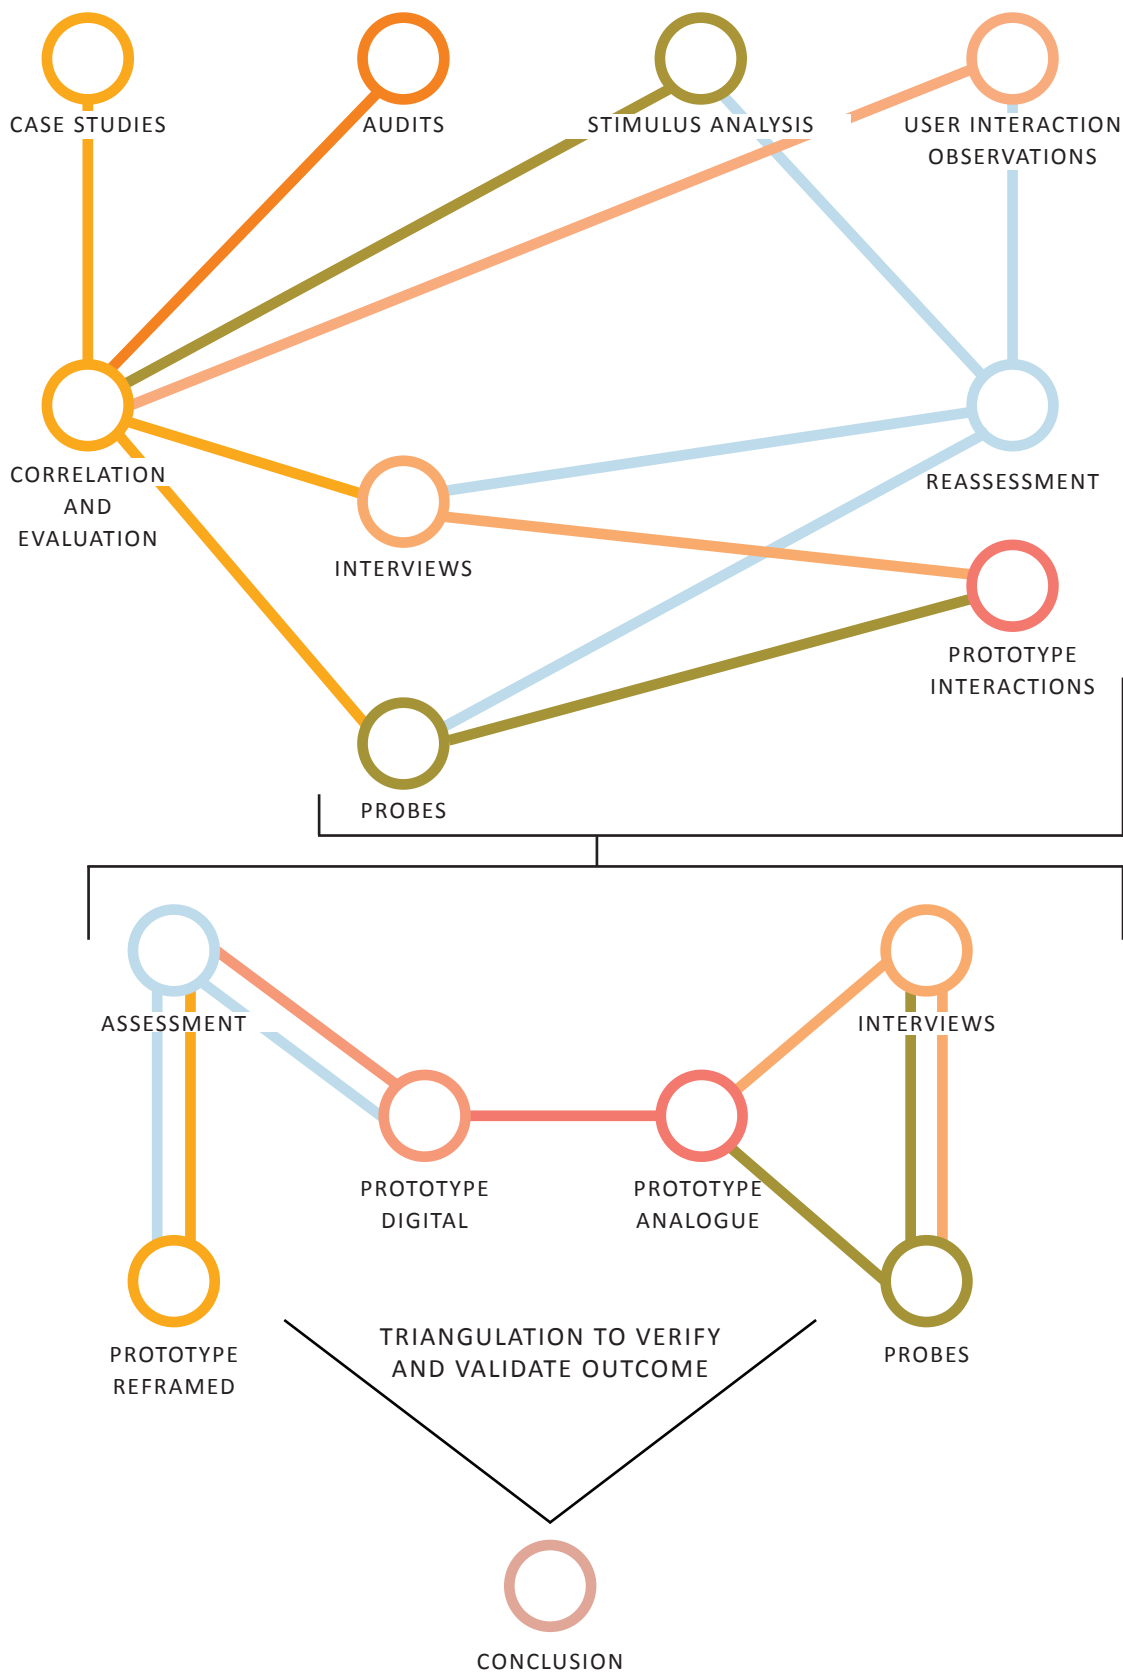 CASE STUDIES
AUDITS
STIMULUS ANALYSIS
USER INTERACTION
OBSERVATIONS
CORRELATION
AND
EVALUATION
INTERVIEWS
REASSESSMENT
PROTOTYPE
INTERACTIONS
PROBES
ASSESSMENT
INTERVIEWS
PROTOTYPE
DIGITAL
PROTOTYPE
ANALOGUE
PROTOTYPE
REFRAMED
TRIANGULATION TO VERIFY
AND VALIDATE OUTCOME
PROBES
CONCLUSION